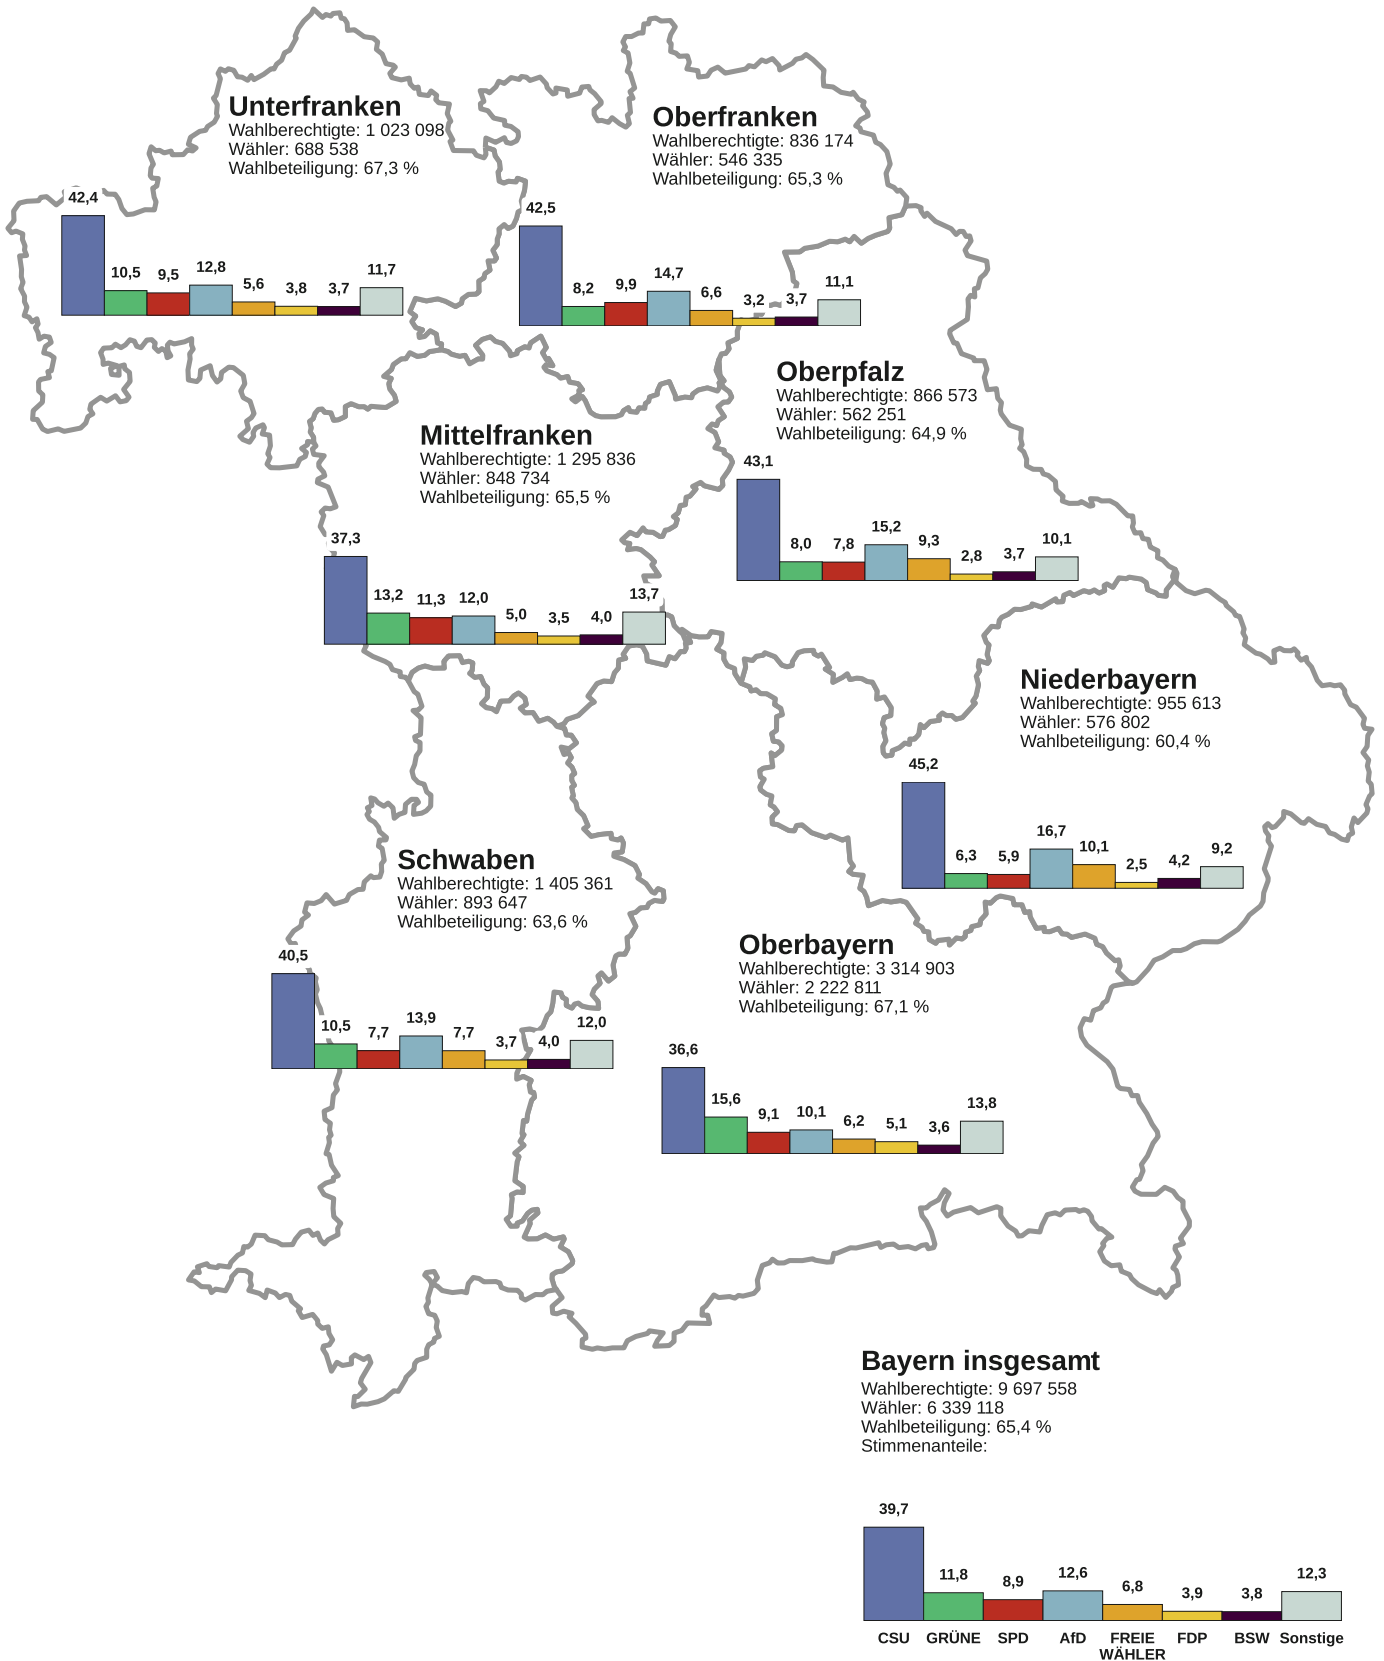 Unterfranken
Wahlberechtigte: 1 023 098
Wähler: 688 538
Wahlbeteiligung: 67,3 %
42,4
10,5
9,5
12,8
5,6
3,8
3,7
11,7
Oberfranken
Wahlberechtigte: 836 174
Wähler: 546 335
Wahlbeteiligung: 65,3 %
42,5
8,2
9,9
14,7
6,6
3,2
3,7
11,1
Oberpfalz
Wahlberechtigte: 866 573
Wähler: 562 251
Wahlbeteiligung: 64,9 %
43,1
8,0
7,8
15,2
9,3
2,8
3,7
10,1
Mittelfranken
Wahlberechtigte: 1 295 836
Wähler: 848 734
Wahlbeteiligung: 65,5 %
37,3
13,2
11,3
12,0
5,0
3,5
4,0
13,7
Niederbayern
Wahlberechtigte: 955 613
Wähler: 576 802
Wahlbeteiligung: 60,4 %
45,2
6,3
5,9
16,7
10,1
2,5
4,2
9,2
Schwaben
Wahlberechtigte: 1 405 361
Wähler: 893 647
Wahlbeteiligung: 63,6 %
40,5
10,5
7,7
13,9
7,7
3,7
4,0
12,0
Oberbayern
Wahlberechtigte: 3 314 903
Wähler: 2 222 811
Wahlbeteiligung: 67,1 %
36,6
15,6
9,1
10,1
6,2
5,1
3,6
13,8
Bayern insgesamt
Wahlberechtigte: 9 697 558
Wähler: 6 339 118
Wahlbeteiligung: 65,4 %
Stimmenanteile:
39,7
11,8
8,9
12,6
6,8
3,9
3,8
12,3
CSU
GRÜNE
SPD
AfD
FREIE
WÄHLER
FDP
BSW
Sonstige